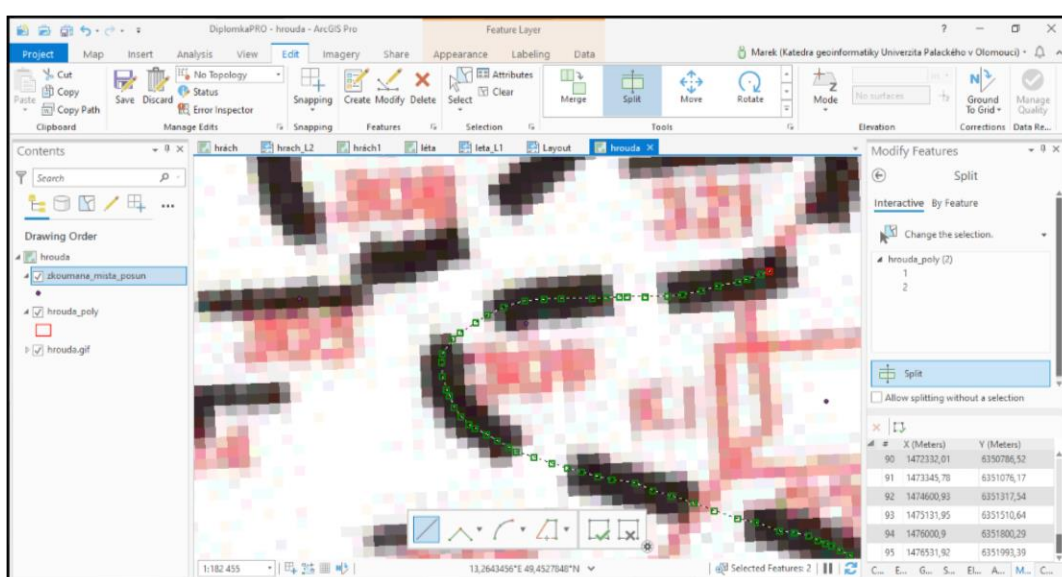 DiplomkaPRO - hrouda - ArcGIS Pro
Feature Layer
?
Project Map Insert Analysis View Edit Imagery Share Appearance Labeling Data
Marek (Katedra geoinformatiky Univerzita Palackého v Olomouci)
Paste
Cut
Copy
Copy Path
Clipboard
Save Discard
No Topology
Status
Error Inspector
Manage Edits
Snapping
Snapping
Create Modify Delete
Features
Select
Attributes
Clear
Selection
Merge Split Move Rotate
Tools
Mode
No surfaces
Elevation
Ground To Grid
Corrections
Manage Quality
Data Re...
Contents
Search
Drawing Order
hrouda
zkoumana_mista_posun
hrouda_poly
hrouda.gif
hrách hrach_L2 hrách1 léta leta_L1 Layout hrouda
1:182 455
13,2643456°E 49,4527848°N
Selected Features: 2
Modify Features
Split
Interactive By Feature
Change the selection.
hrouda_poly (2)
1
2
Split
Allow splitting without a selection
# X (Meters) Y (Meters)
90 1472332,01 6350786,52
91 1473345,78 6351076,17
92 1474600,93 6351317,54
93 1475131,95 6351510,64
94 1476000,9 6351800,29
95 1476531,92 6351993,39
C... E... G... S... El... A... M... C...